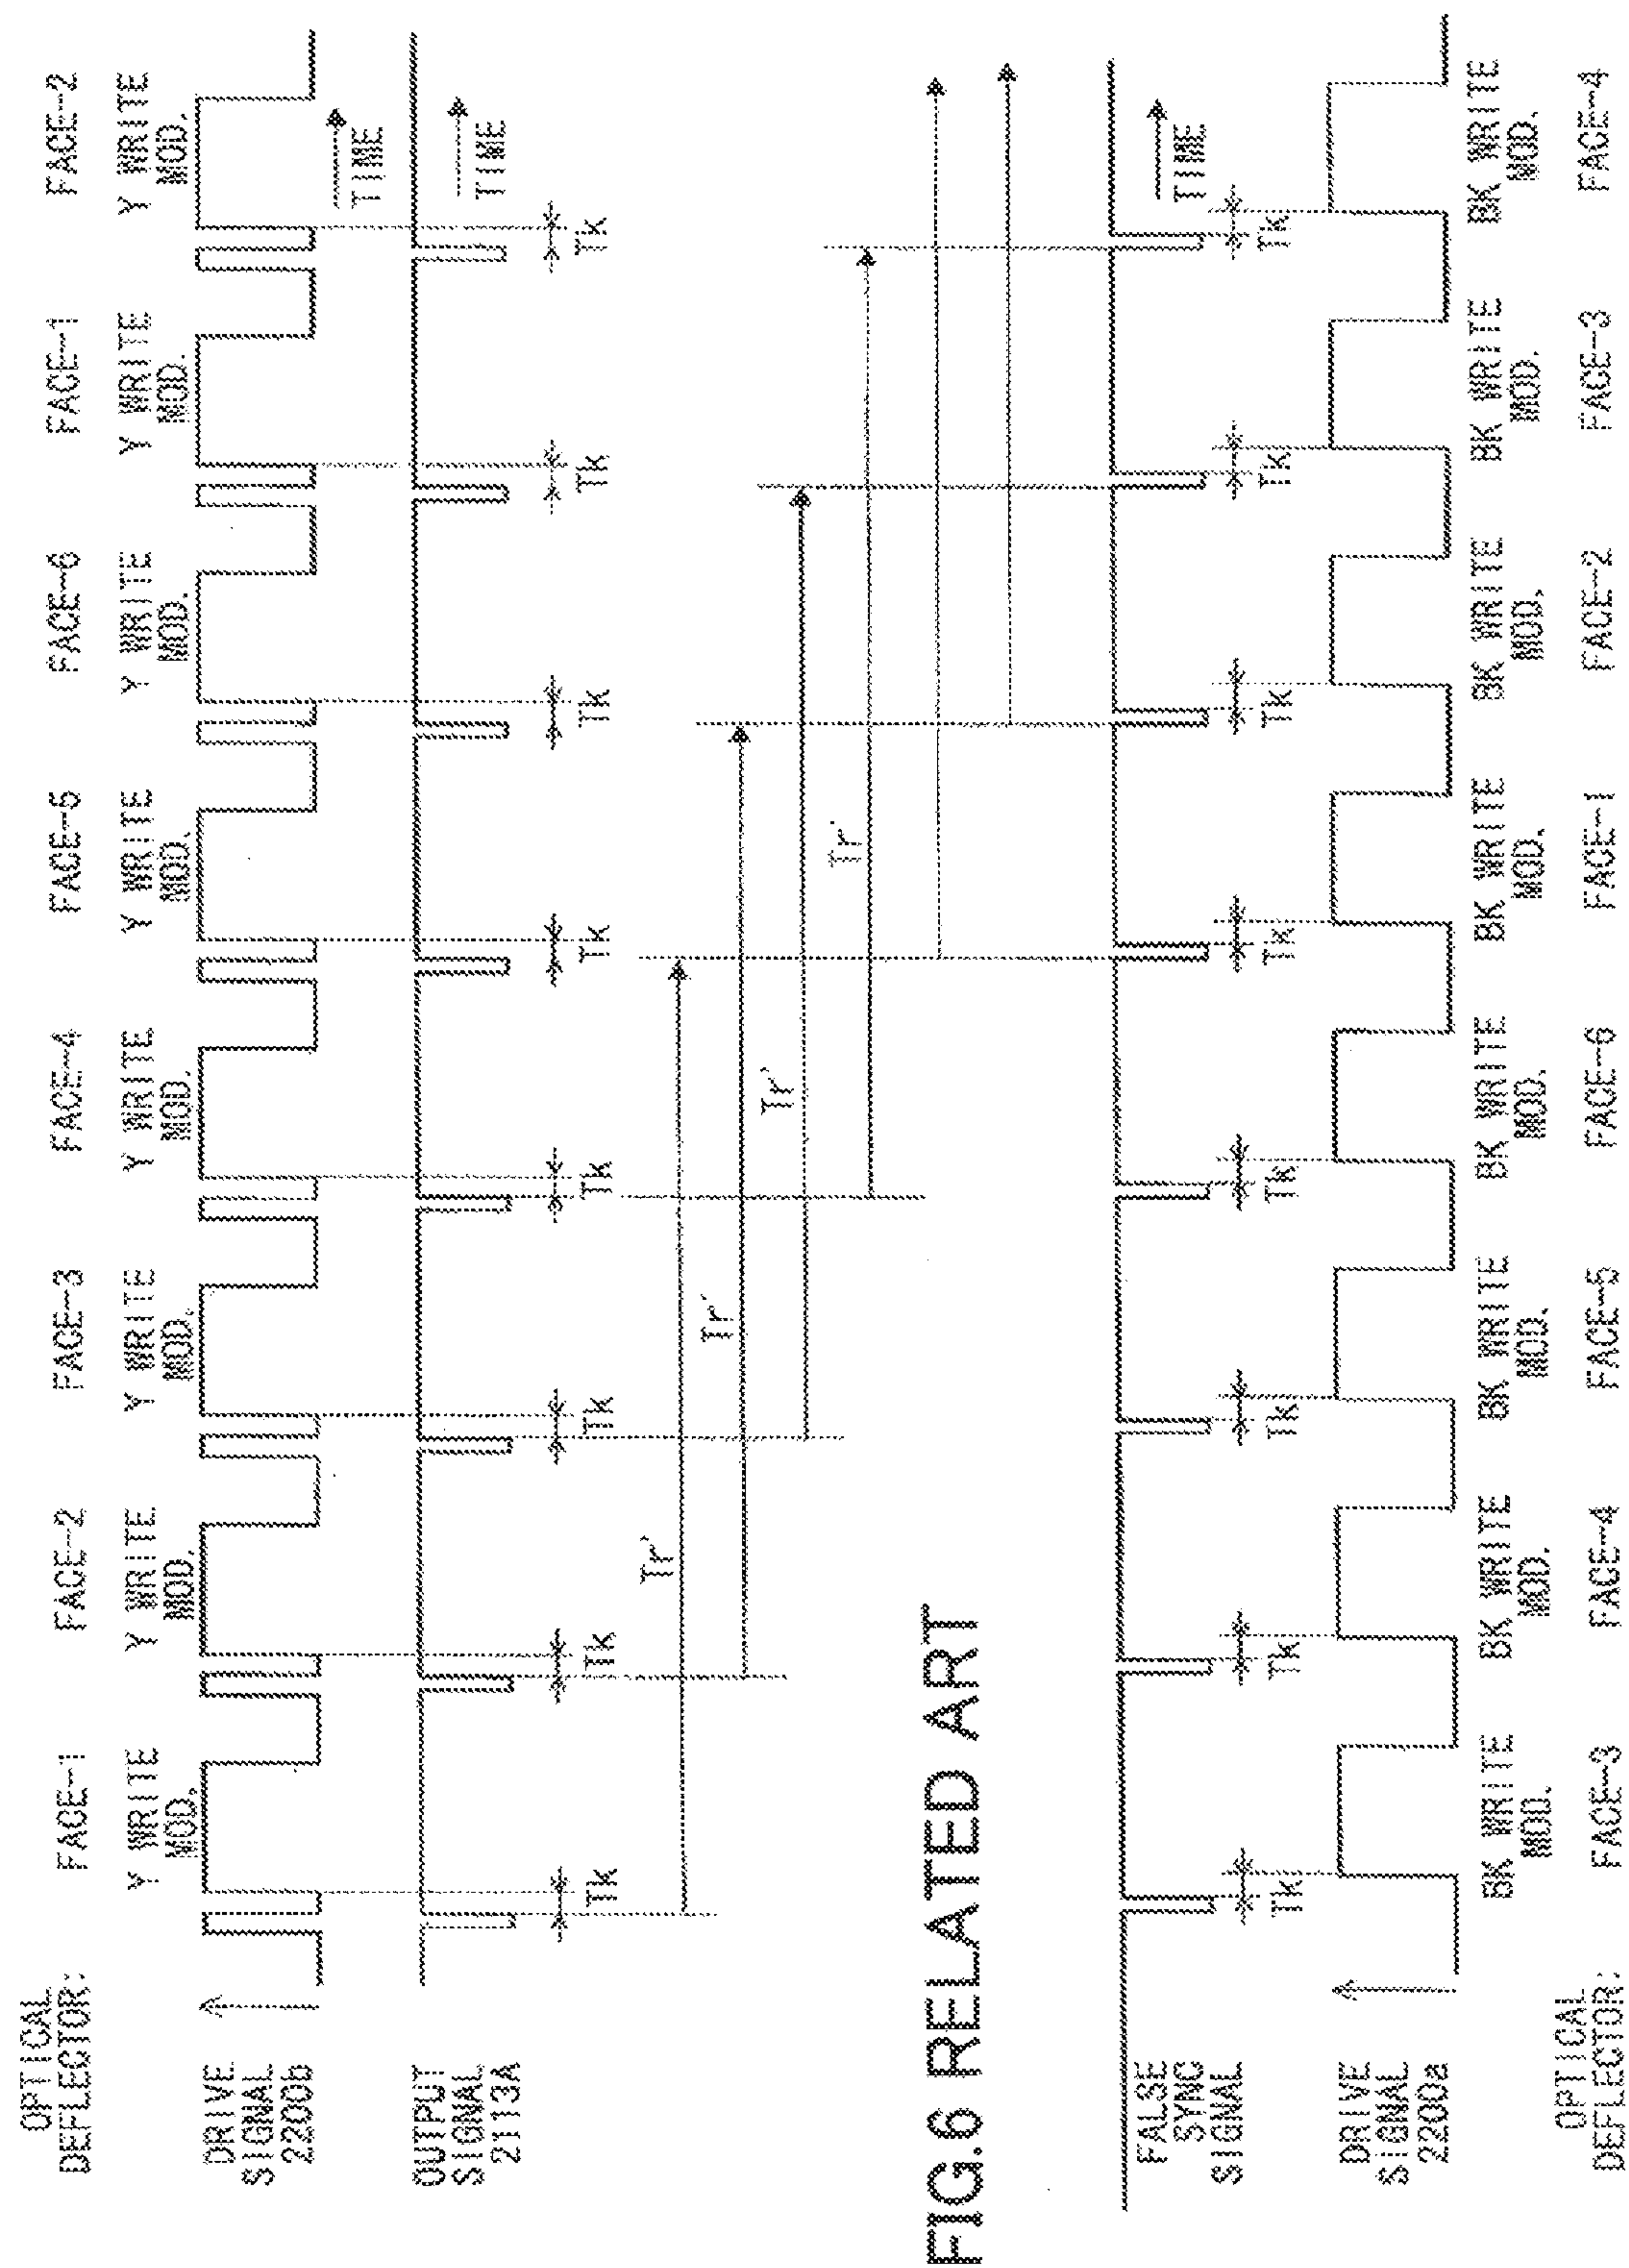 OPTICAL
DEFLECTOR:
FACE-1
FACE-2
FACE-3
FACE-4
FACE-5
FACE-6
FACE-1
FACE-2
Y WRITE
MOD.
Y WRITE
MOD.
Y WRITE
MOD.
Y WRITE
MOD.
Y WRITE
MOD.
Y WRITE
MOD.
Y WRITE
MOD.
Y WRITE
MOD.
DRIVE
SIGNAL
2200b
TIME
OUTPUT
SIGNAL
2113A
TIME
Tk
Tk
Tk
Tk
Tk
Tk
Tk
Tk
Tr'
Tr'
Tr'
Tr'
FIG.6 RELATED ART
FALSE
SYNC
SIGNAL
TIME
Tk
Tk
Tk
Tk
Tk
Tk
Tk
Tk
DRIVE
SIGNAL
2200a
BK WRITE
MOD.
BK WRITE
MOD.
BK WRITE
MOD.
BK WRITE
MOD.
BK WRITE
MOD.
BK WRITE
MOD.
BK WRITE
MOD.
BK WRITE
MOD.
OPTICAL
DEFLECTOR:
FACE-3
FACE-4
FACE-5
FACE-6
FACE-1
FACE-2
FACE-3
FACE-4